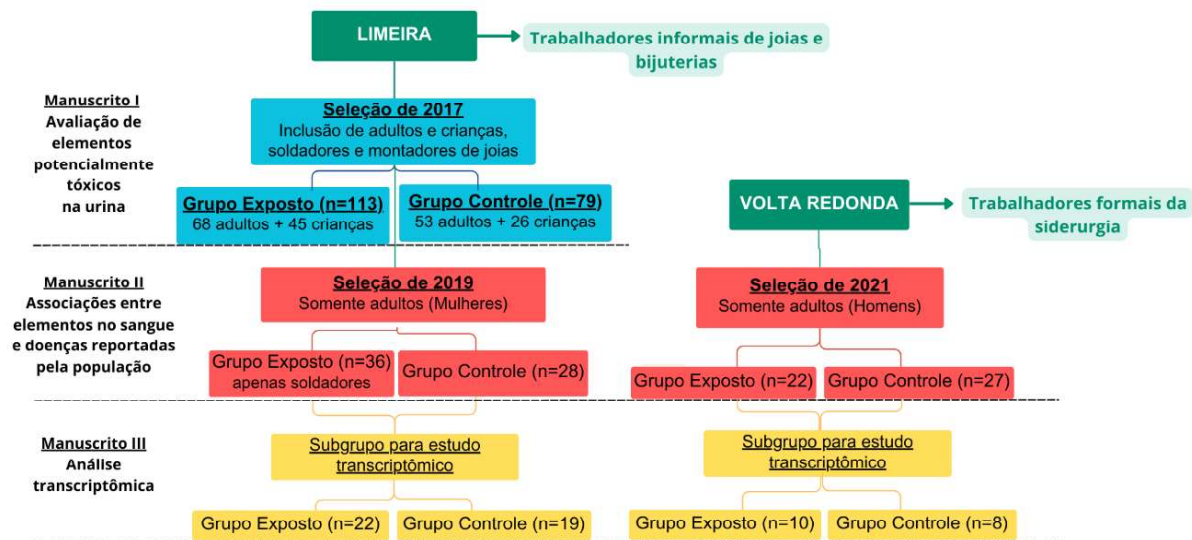 LIMEIRA
Trabalhadores informais de joias e
bijuterias
Manuscrito I
Avaliação de
elementos
potencialmente
tóxicos
na urina
Seleção de 2017
Inclusão de adultos e crianças,
soldadores e montadores de joias
Grupo Exposto (n=113)
68 adultos + 45 crianças
Grupo Controle (n=79)
53 adultos + 26 crianças
VOLTA REDONDA
Trabalhadores formais da
siderurgia
Manuscrito II
Associações entre
elementos no sangue
e doenças reportadas
pela população
Seleção de 2019
Somente adultos (Mulheres)
Grupo Exposto (n=36)
apenas soldadores
Grupo Controle (n=28)
Seleção de 2021
Somente adultos (Homens)
Grupo Exposto (n=22)
Grupo Controle (n=27)
Manuscrito III
Análise
transcriptômica
Subgrupo para estudo
transcriptômico
Grupo Exposto (n=22)
Grupo Controle (n=19)
Subgrupo para estudo
transcriptômico
Grupo Exposto (n=10)
Grupo Controle (n=8)